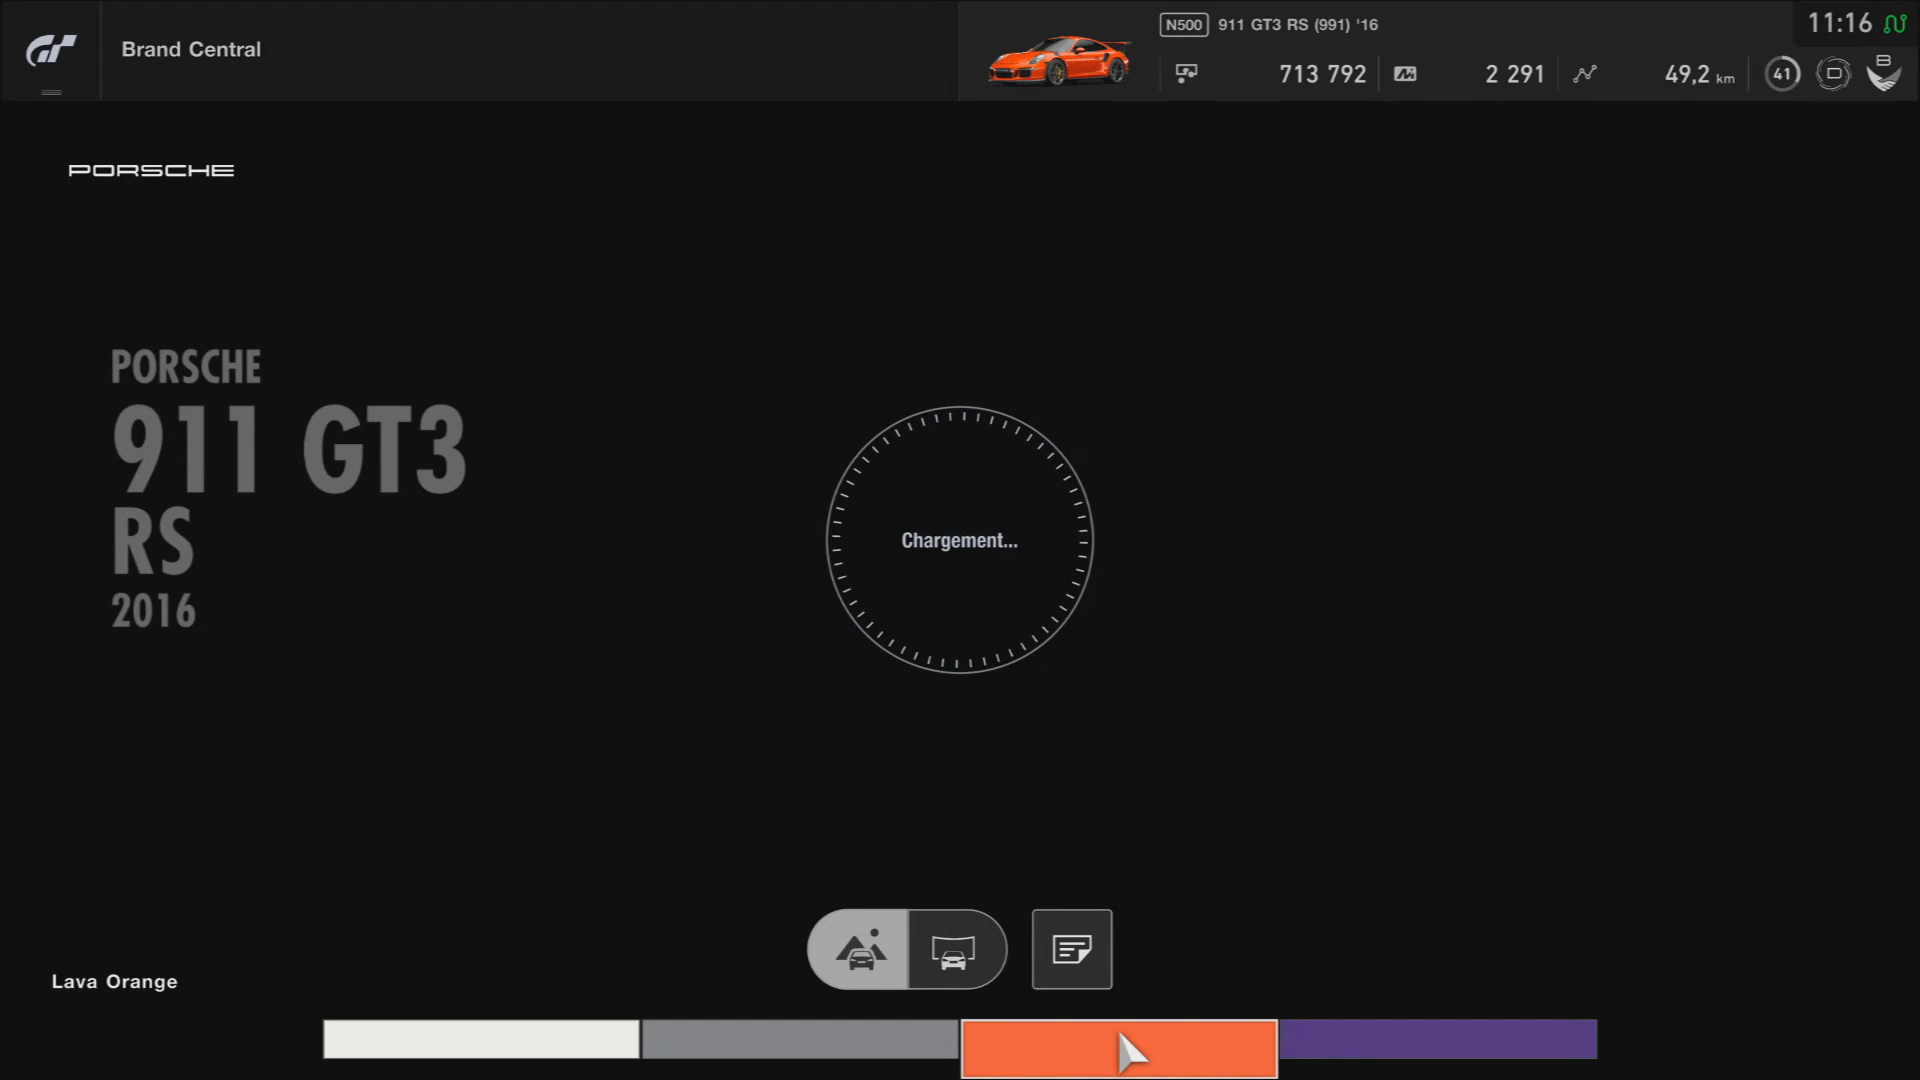 Brand Central
N500 911 GT3 RS (991) '16
11:16
713 792
2 291
49,2 km
41
D
B
PORSCHE
PORSCHE
911 GT3
RS
2016
Chargement...
Lava Orange